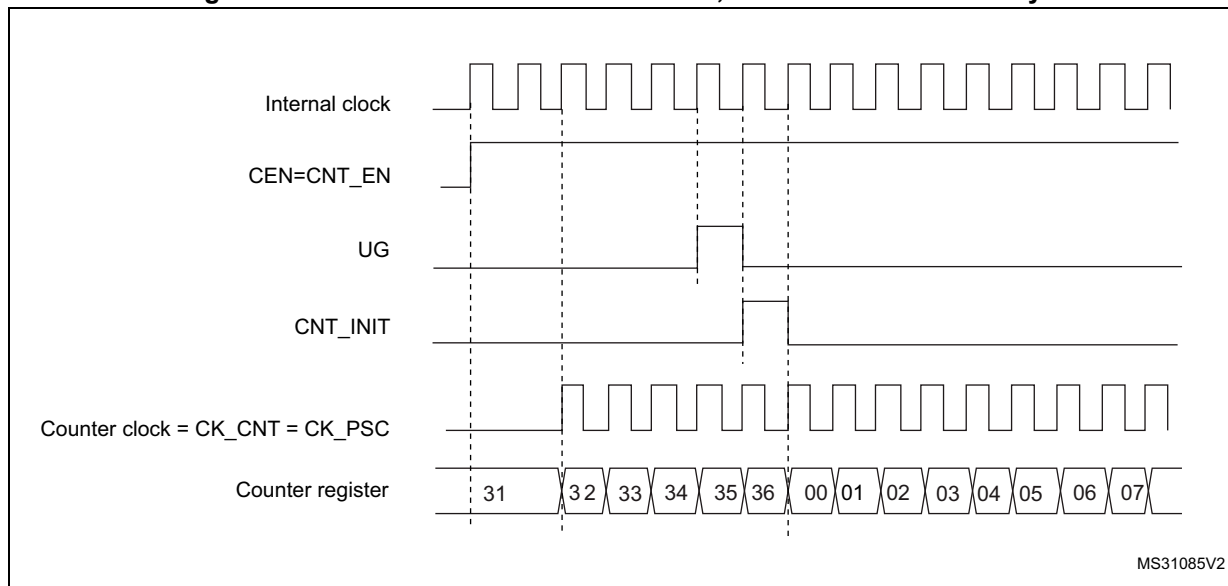 Internal clock
CEN=CNT_EN
UG
CNT_INIT
Counter clock = CK_CNT = CK_PSC
Counter register 31 32 33 34 35 36 00 01 02 03 04 05 06 07
MS31085V2